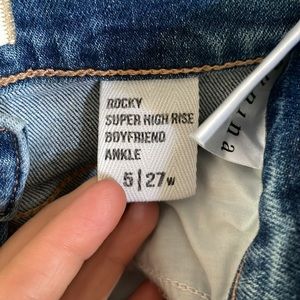 ROCKY
SUPER HIGH RISE
BOYFRIEND
ANKLE
5|27W